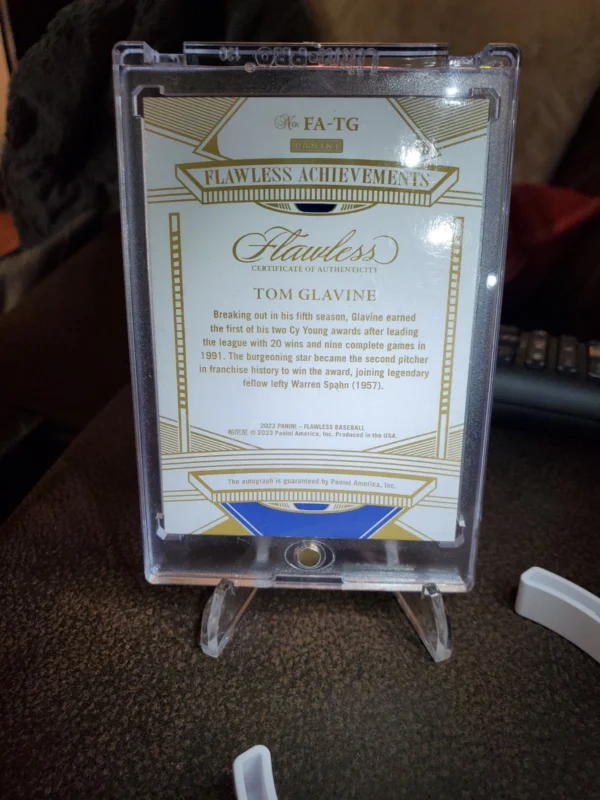 No. FA-TG
PANINI
FLAWLESS ACHIEVEMENTS
Flawless
CERTIFICATE OF AUTHENTICITY
TOM GLAVINE
Breaking out in his fifth season, Glavine earned
the first of his two Cy Young awards after leading
the league with 20 wins and nine complete games in
1991. The burgeoning star became the second pitcher
in franchise history to win the award, joining legendary
fellow lefty Warren Spahn (1957).
2023 PANINI – FLAWLESS BASEBALL
© 2023 Panini America, Inc. Produced in the USA.
The autograph is guaranteed by Panini America, Inc.